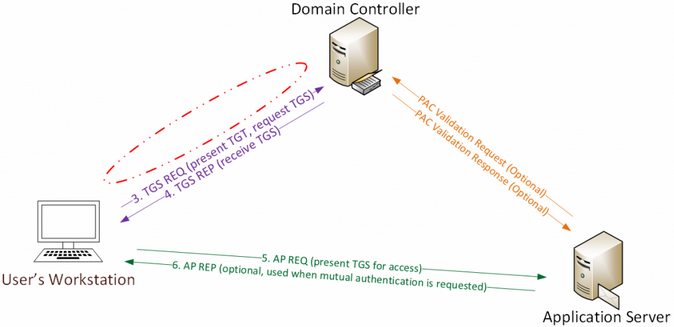 Domain Controller
PAC Validation Request (Optional)
PAC Validation Response (Optional)
3. TGS REQ (present TGT, request TGS)
4. TGS REP (receive TGS)
User's Workstation
5. AP REQ (present TGS for access)
6. AP REP (optional, used when mutual authentication is requested)
Application Server